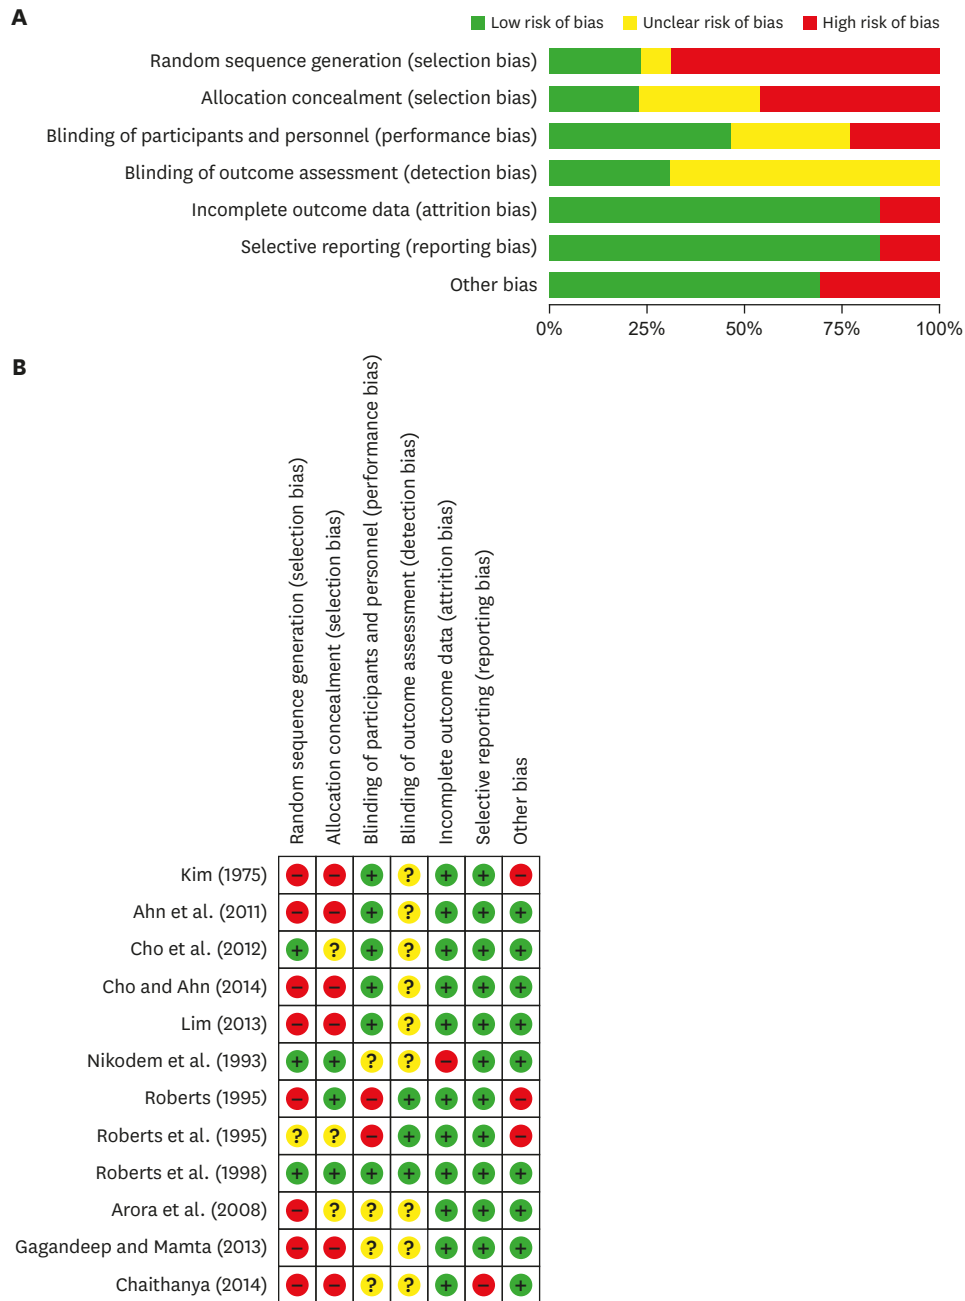 A
Low risk of bias Unclear risk of bias High risk of bias
Random sequence generation (selection bias)
Allocation concealment (selection bias)
Blinding of participants and personnel (performance bias)
Blinding of outcome assessment (detection bias)
Incomplete outcome data (attrition bias)
Selective reporting (reporting bias)
Other bias
0% 25% 50% 75% 100%
B
Random sequence generation (selection bias)
Allocation concealment (selection bias)
Blinding of participants and personnel (performance bias)
Blinding of outcome assessment (detection bias)
Incomplete outcome data (attrition bias)
Selective reporting (reporting bias)
Other bias
Kim (1975) − − + ? + + −
Ahn et al. (2011) − − + ? + + +
Cho et al. (2012) + ? + ? + + +
Cho and Ahn (2014) − − + ? + + +
Lim (2013) − − + ? + + +
Nikodem et al. (1993) + + ? ? − + +
Roberts (1995) − + − + + + −
Roberts et al. (1995) ? ? − + + + −
Roberts et al. (1998) + + + + + + +
Arora et al. (2008) − ? ? ? + + +
Gagandeep and Mamta (2013) − − ? ? + + +
Chaithanya (2014) − − ? ? + − +